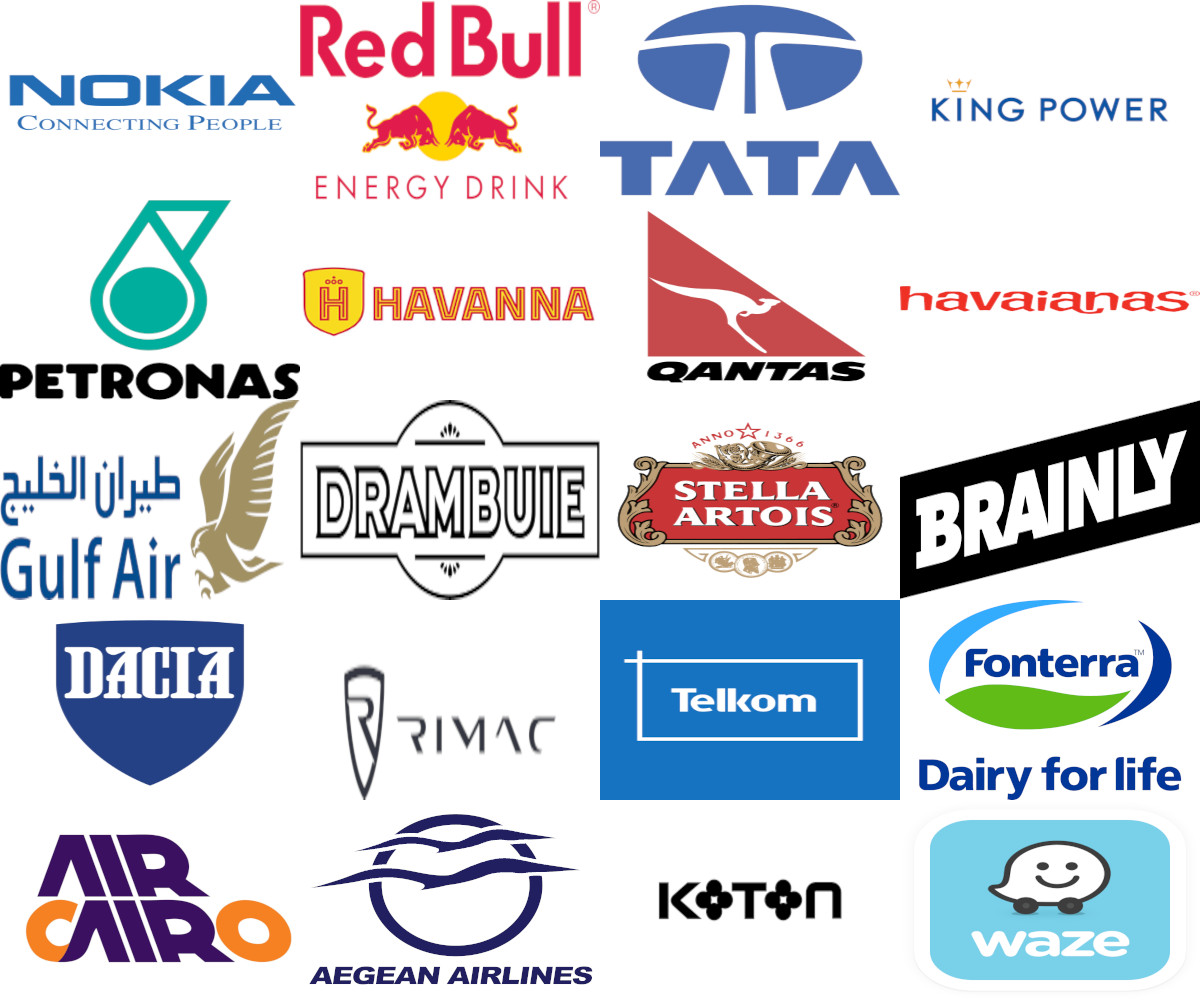 NOKIA
CONNECTING PEOPLE
Red Bull®
ENERGY DRINK
TATA
KING POWER
PETRONAS
H HAVANNA
QANTAS
havaianas®
طيران الخليج
Gulf Air
DRAMBUIE
ANNO 1366
STELLA
ARTOIS®
BRAINLY
DACIA
R RIMAC
Telkom
Fonterra™
Dairy for life
AIR
CAIRO
AEGEAN AIRLINES
KOTON
waze